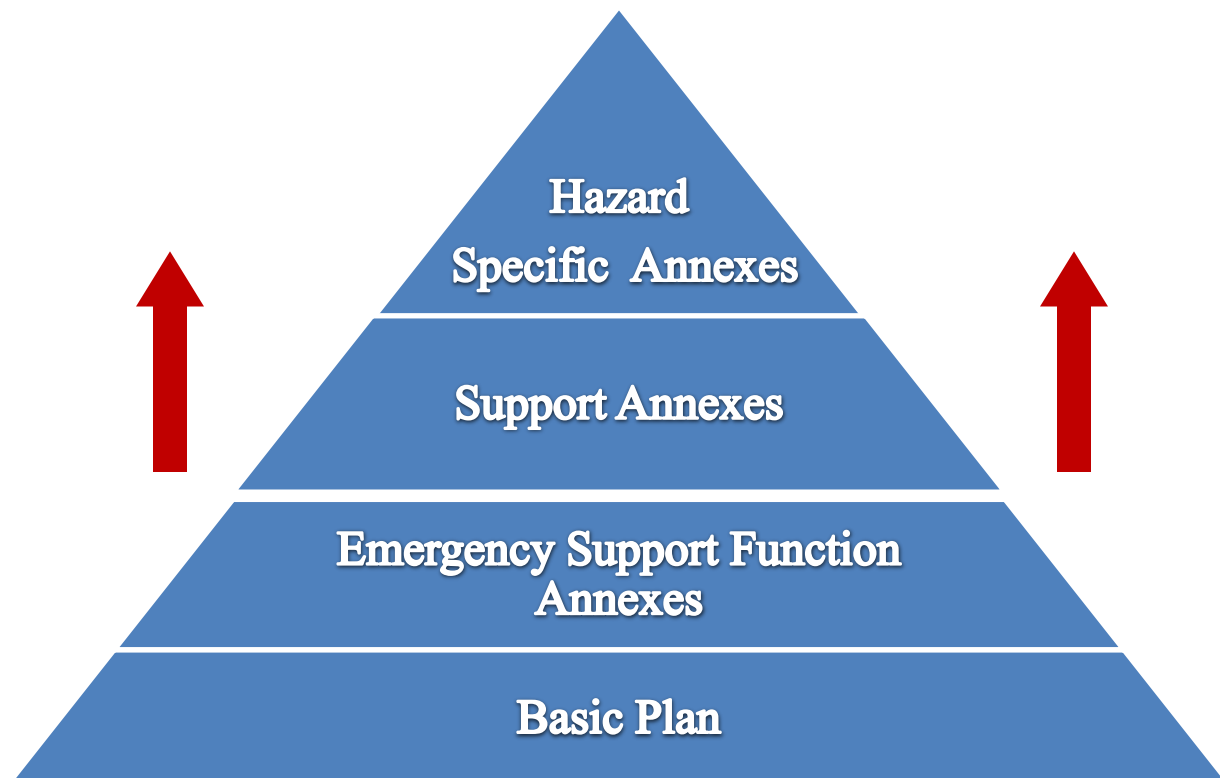 Hazard
Specific Annexes
Support Annexes
Emergency Support Function
Annexes
Basic Plan